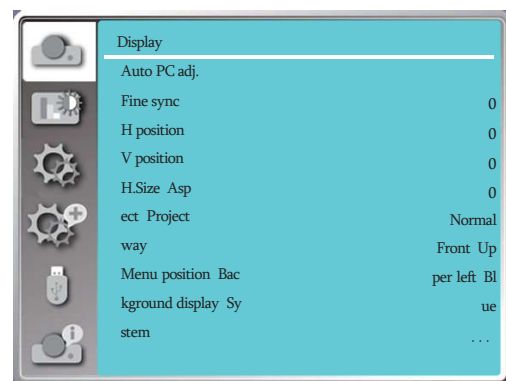 Display
Auto PC adj.
Fine sync 0
H position 0
V position 0
H.Size Asp 0
ect Project Normal
way Front Up
Menu position Bac per left Bl
kground display Sy ue
stem ...